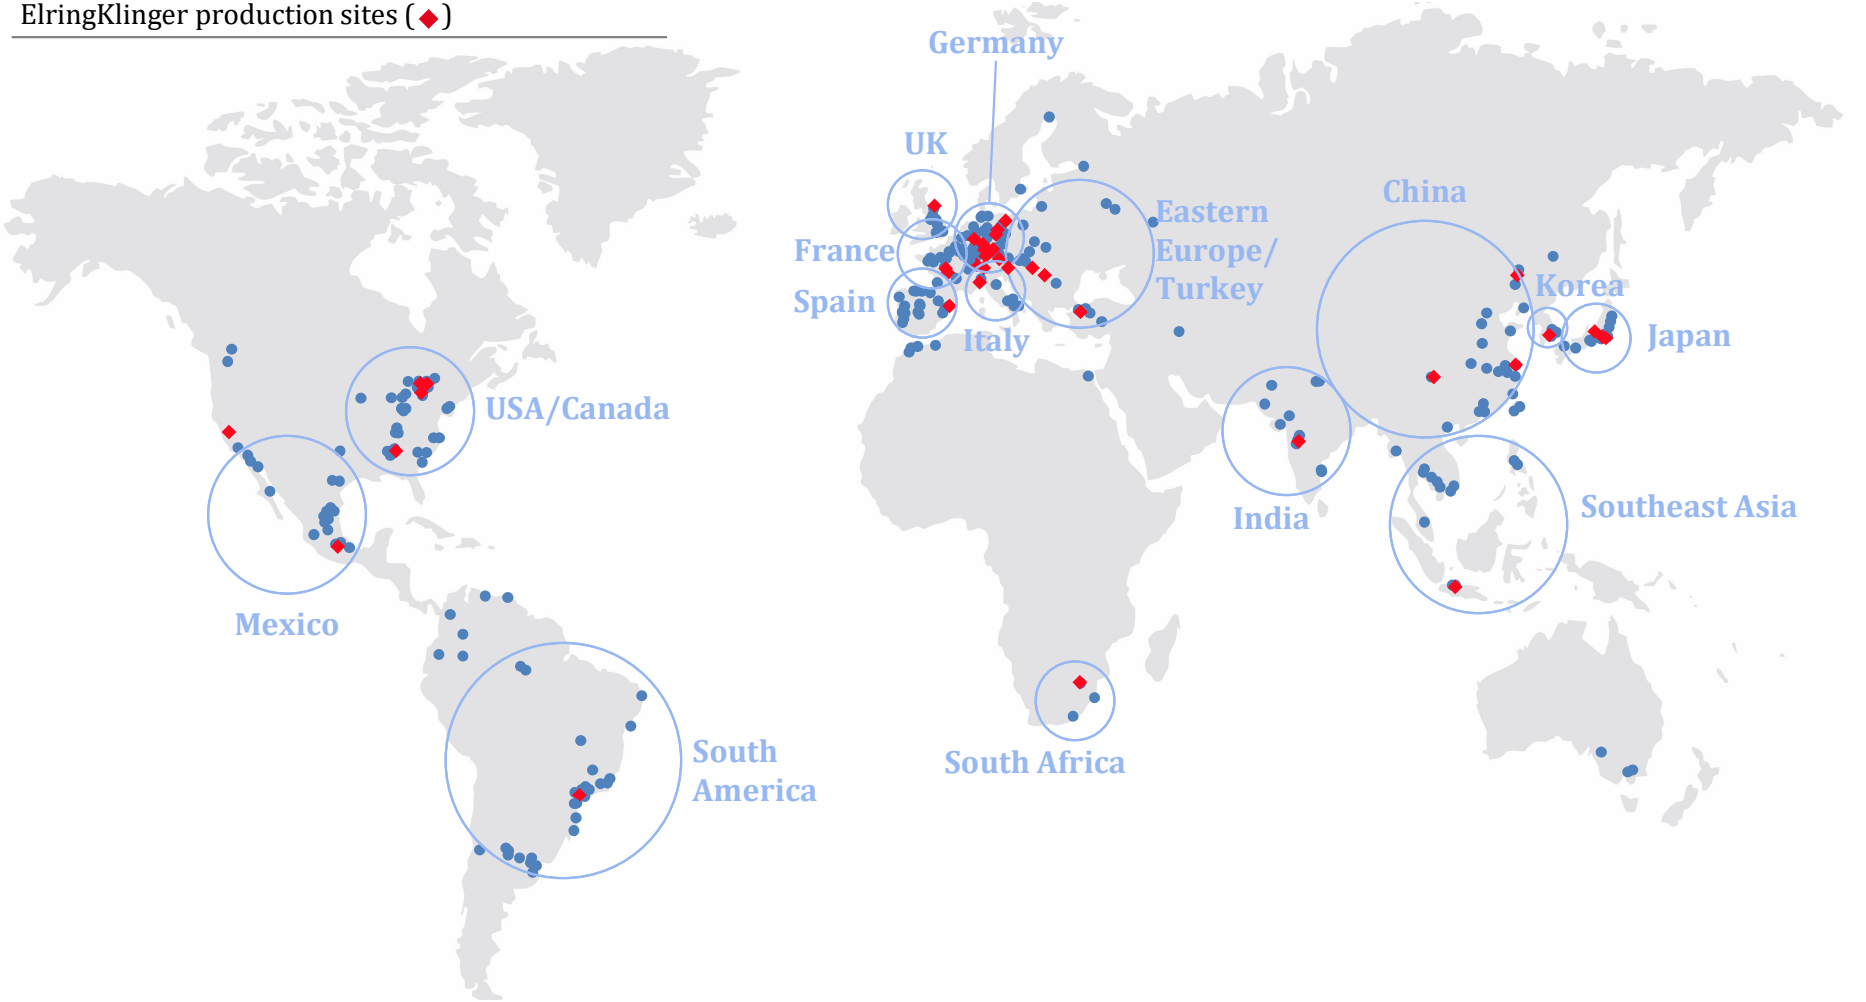 ElringKlinger production sites (◆)
Germany
UK
China
Eastern
Europe/
Turkey
France
Spain
Italy
Korea
Japan
USA/Canada
India
Southeast Asia
Mexico
South
America
South Africa